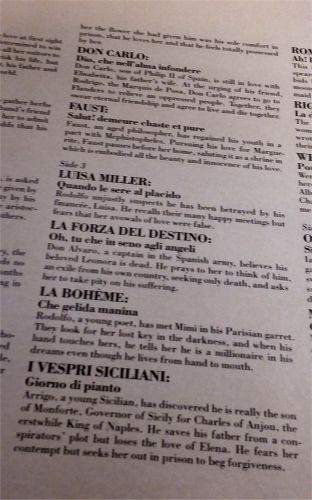 her the flower she had given him was his sole comfort in
prison, that he loves her and that he feels totally possessed
by her.
DON CARLO:
Dio, che nell'alma infondere
Don Carlo, son of Philip II of Spain, is still in love with
Elisabetta, his father's wife. At the urging of his friend,
Rodrigo, the Marquis de Posa, Don Carlo agrees to go to
Flanders to relieve an oppressed people. Together, they
swear eternal friendship and agree to live and die together.
FAUST:
Salut! demeure chaste et pure
Faust, an aged philosopher, has regained his youth in a
pact with Mephistopheles. Pursuing his love for Margue-
rite, Faust pauses before her home, saluting it as a shrine in
which is embodied all the beauty and innocence of his love.
Side 3
LUISA MILLER:
Quando le sere al placido
Rodolfo unjustly suspects he has been betrayed by his
financée, Louisa. He recalls their many happy meetings but
fears that her avowals of love were false.
LA FORZA DEL DESTINO:
Oh, tu che in seno agli angeli
Don Alvaro, a captain in the Spanish army, believes his
beloved Leonora is dead. He prays to her to think of him,
an exile from his own country, seeking only death, and asks
her to take pity on his suffering.
LA BOHÈME:
Che gelida manina
Rodolfo, a young poet, has met Mimi in his Parisian garret.
They look for her lost key in the darkness, and when his
hand touches hers, he tells her he is a millionaire in his
dreams even though he lives from hand to mouth.
I VESPRI SICILIANI:
Giorno di pianto
Arrigo, a young Sicilian, has discovered he is really the son
of Monforte, Governor of Sicily for Charles of Anjou, the
erstwhile King of Naples. He saves his father from a con-
spirators' plot but loses the love of Elena. He fears her
contempt but seeks her out in prison to beg forgiveness.